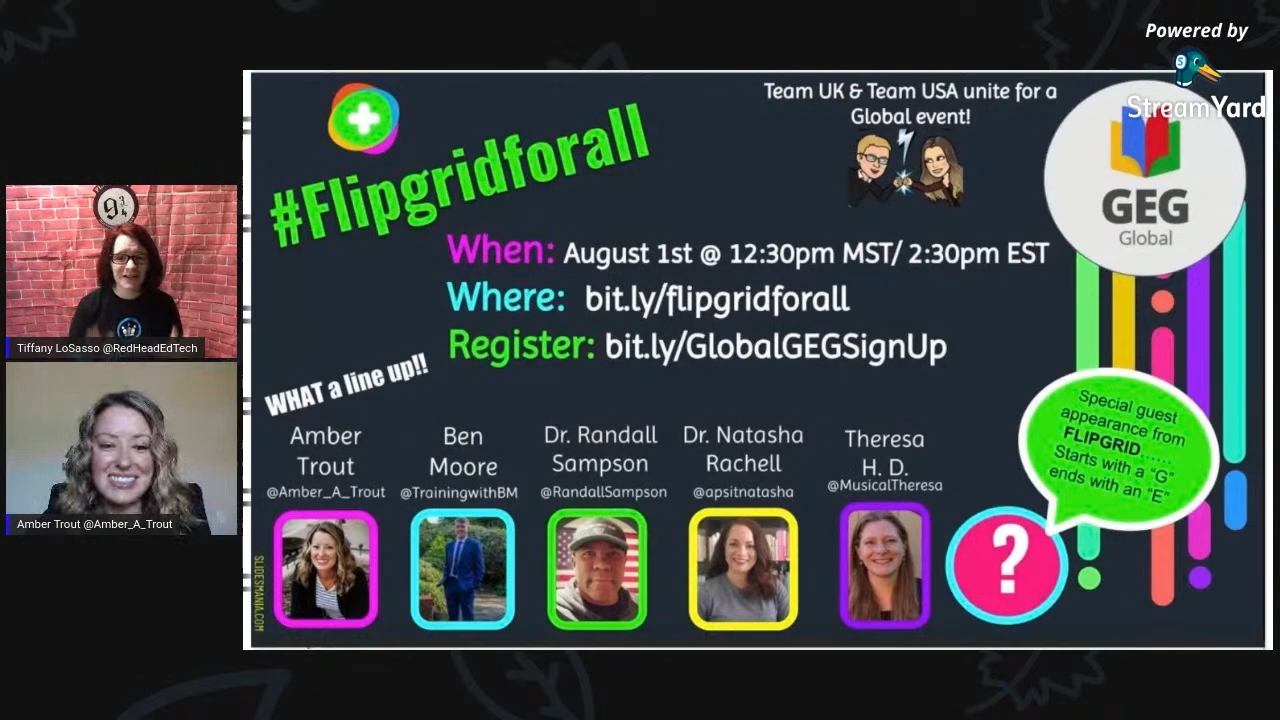 Powered by
StreamYard
Team UK & Team USA unite for a
Global event!
#Flipgridforall
GEG
Global
When: August 1st @ 12:30pm MST/ 2:30pm EST
Where: bit.ly/flipgridforall
Register: bit.ly/GlobalGEGSignUp
WHAT a line up!!
9¾
Tiffany LoSasso @RedHeadEdTech
Amber Trout @Amber_A_Trout
Special guest
appearance from
FLIPGRID......
Starts with a "G"
ends with an "E"
Amber
Trout
@Amber_A_Trout
Ben
Moore
@TrainingwithBM
Dr. Randall
Sampson
@RandallSampson
Dr. Natasha
Rachell
@apsitnatasha
Theresa
H. D.
@MusicalTheresa
?
SLIDESMANIA.COM